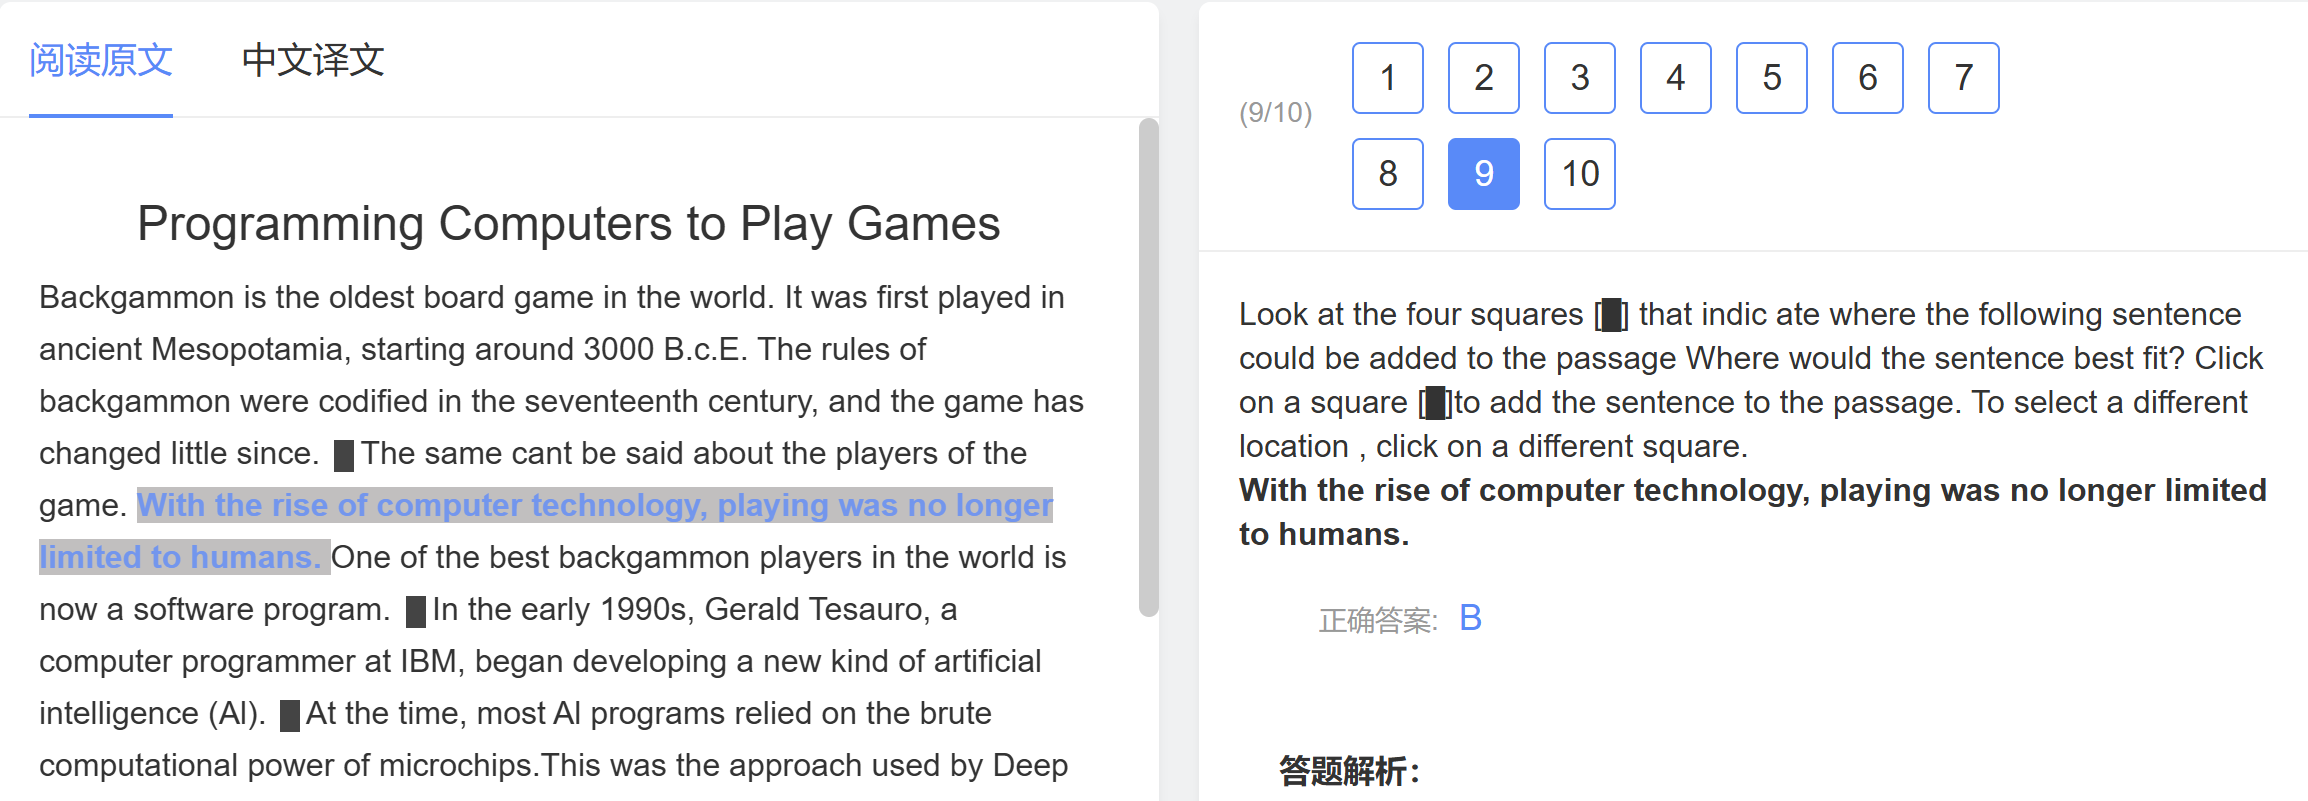 阅读原文 中文译文
Programming Computers to Play Games
Backgammon is the oldest board game in the world. It was first played in
ancient Mesopotamia, starting around 3000 B.c.E. The rules of
backgammon were codified in the seventeenth century, and the game has
changed little since. █ The same cant be said about the players of the
game. With the rise of computer technology, playing was no longer
limited to humans. One of the best backgammon players in the world is
now a software program. █ In the early 1990s, Gerald Tesauro, a
computer programmer at IBM, began developing a new kind of artificial
intelligence (Al). █ At the time, most Al programs relied on the brute
computational power of microchips.This was the approach used by Deep
(9/10)
1 2 3 4 5 6 7
8 9 10
Look at the four squares [█] that indic ate where the following sentence
could be added to the passage Where would the sentence best fit? Click
on a square [█]to add the sentence to the passage. To select a different
location , click on a different square.
With the rise of computer technology, playing was no longer limited
to humans.
正确答案: B
答题解析：